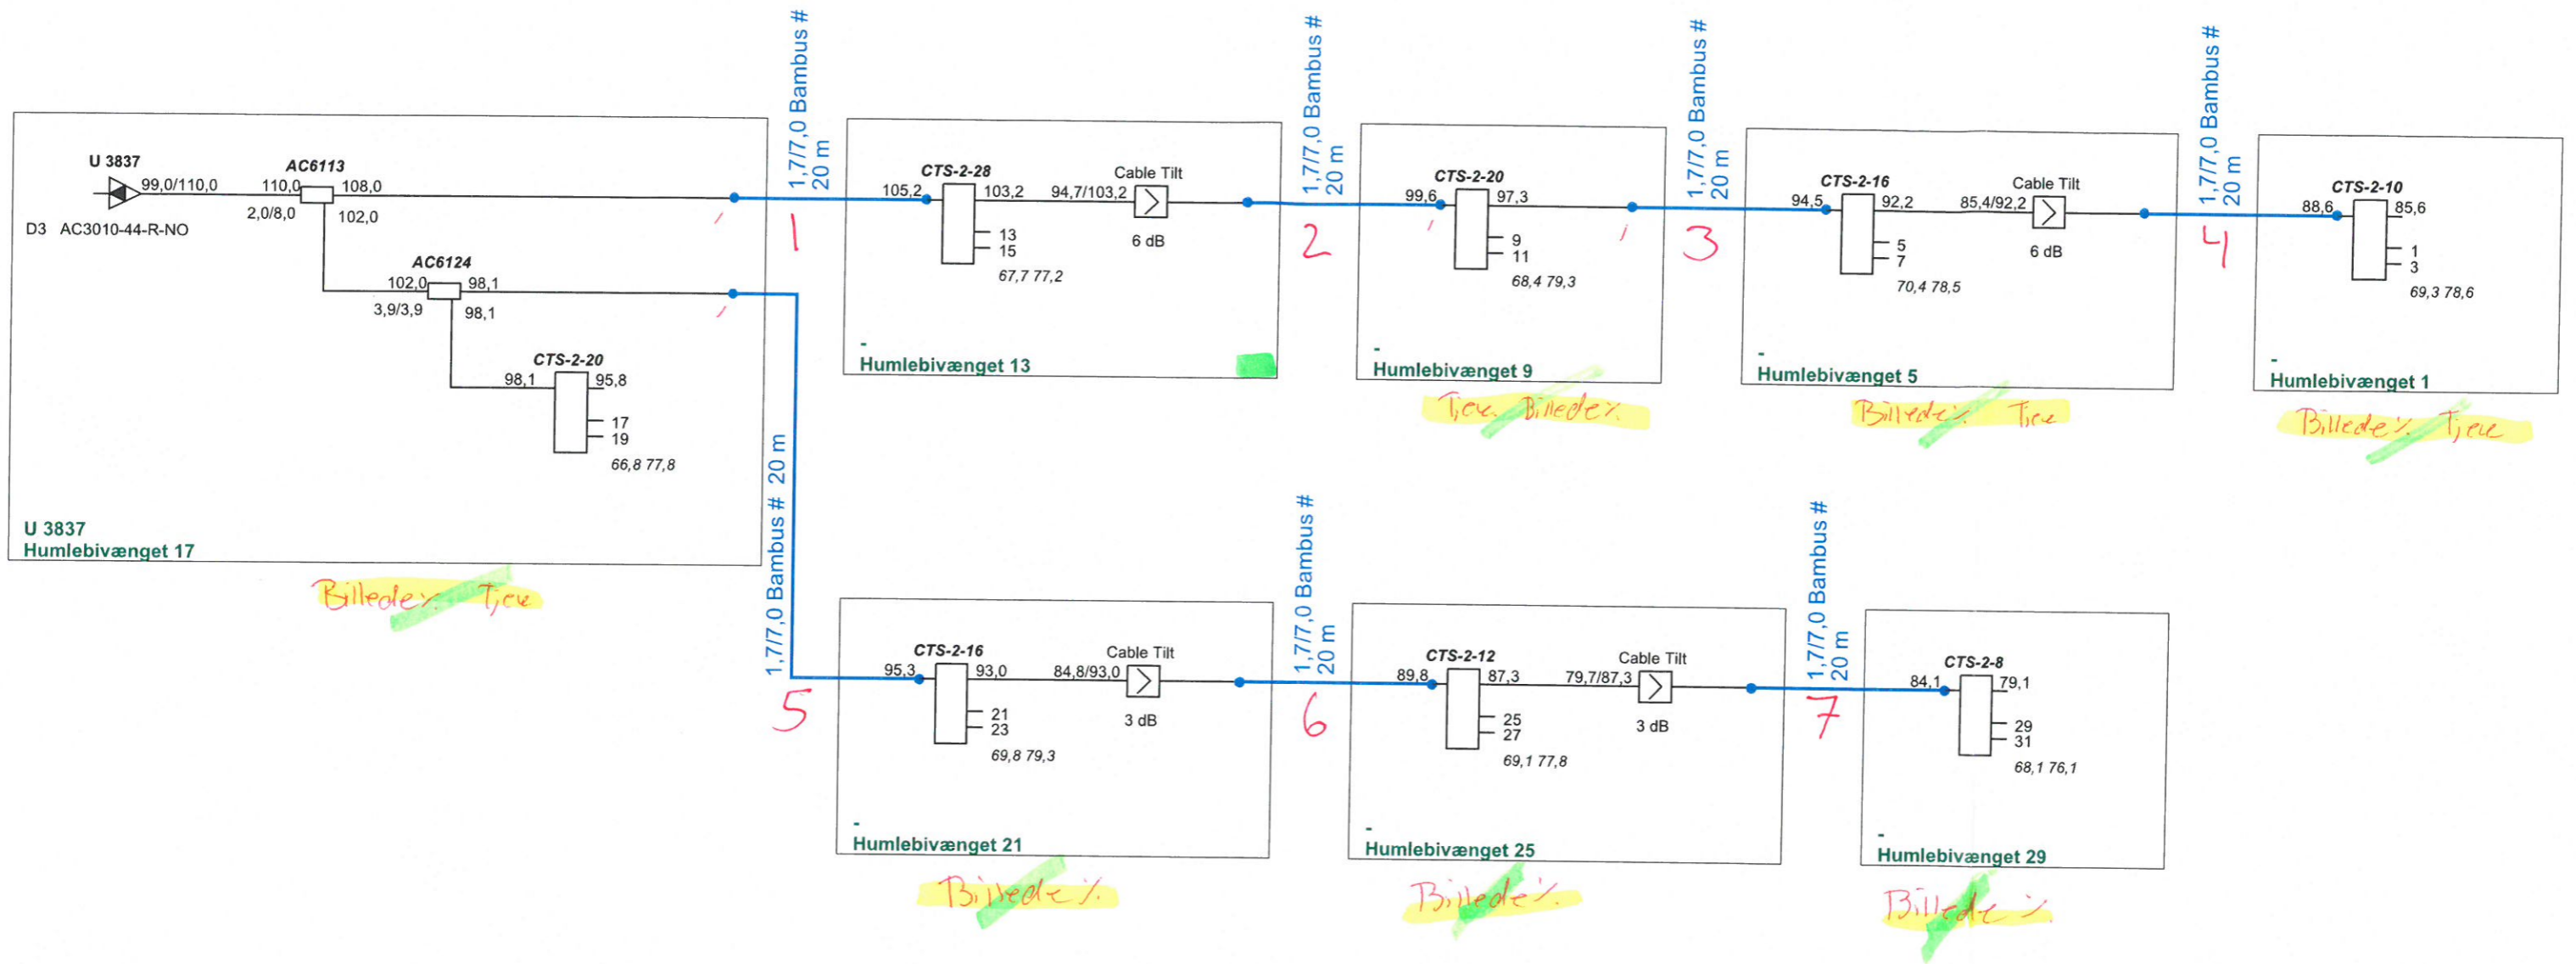 U 3837
99,0/110,0
D3 AC3010-44-R-NO
AC6113
110,0
108,0
2,0/8,0
102,0
AC6124
102,0
98,1
3,9/3,9
98,1
CTS-2-20
98,1
95,8
17
19
66,8 77,8
U 3837
Humlebivænget 17
Billede ⁒ Tjek
1,7/7,0 Bambus #
20 m
1
CTS-2-28
105,2
103,2
94,7/103,2
Cable Tilt
6 dB
13
15
67,7 77,2
-
Humlebivænget 13
1,7/7,0 Bambus #
20 m
2
CTS-2-20
99,6
97,3
9
11
68,4 79,3
-
Humlebivænget 9
Tjek Billede ⁒
1,7/7,0 Bambus #
20 m
3
CTS-2-16
94,5
92,2
85,4/92,2
Cable Tilt
6 dB
5
7
70,4 78,5
-
Humlebivænget 5
Billede ⁒ Tjek
1,7/7,0 Bambus #
20 m
4
CTS-2-10
88,6
85,6
1
3
69,3 78,6
-
Humlebivænget 1
Billede ⁒ Tjek
1,7/7,0 Bambus # 20 m
5
CTS-2-16
95,3
93,0
84,8/93,0
Cable Tilt
3 dB
21
23
69,8 79,3
-
Humlebivænget 21
Billede ⁒
1,7/7,0 Bambus #
20 m
6
CTS-2-12
89,8
87,3
79,7/87,3
Cable Tilt
3 dB
25
27
69,1 77,8
-
Humlebivænget 25
Billede ⁒
1,7/7,0 Bambus #
20 m
7
CTS-2-8
84,1
79,1
29
31
68,1 76,1
-
Humlebivænget 29
Billede ⁒